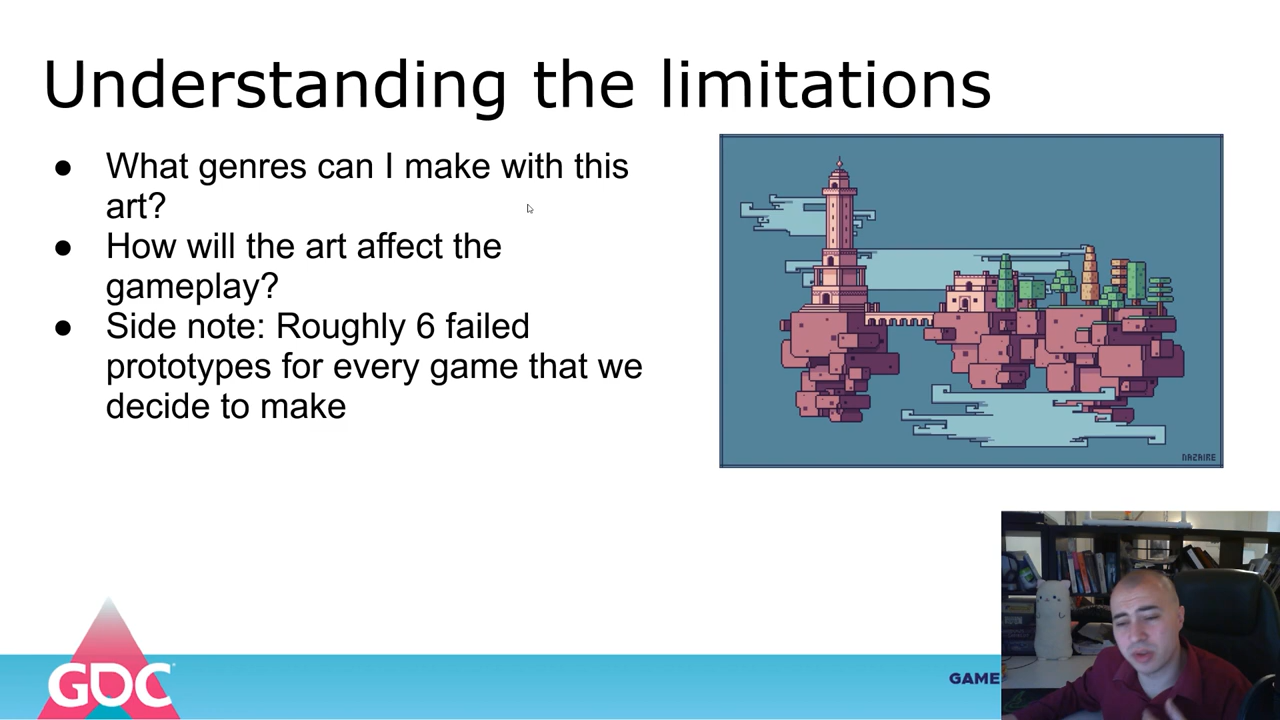 Understanding the limitations
● What genres can I make with this
art?
● How will the art affect the
gameplay?
● Side note: Roughly 6 failed
prototypes for every game that we
decide to make
NAZAIRE
GDC
GAME